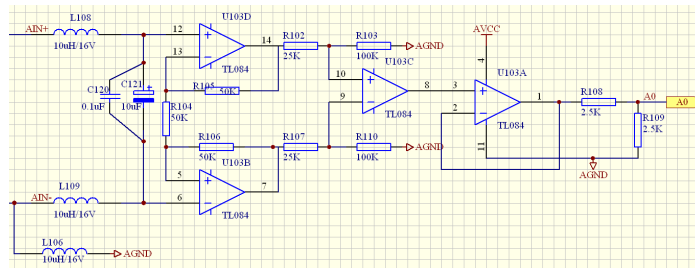 L108
AIN+
10uH/16V
12
13
U103D
14
TL084
R102
25K
R103
100K
AGND
AVCC
C120
0.1uF
C121
10uF
R105
50K
R104
50K
10
9
U103C
8
TL084
3
2
4
11
U103A
1
TL084
R108
2.5K
A0
A0
R109
2.5K
AGND
R106
50K
R107
25K
R110
100K
AGND
U103B
5
6
7
TL084
L109
AIN-
10uH/16V
L106
10uH/16V
AGND